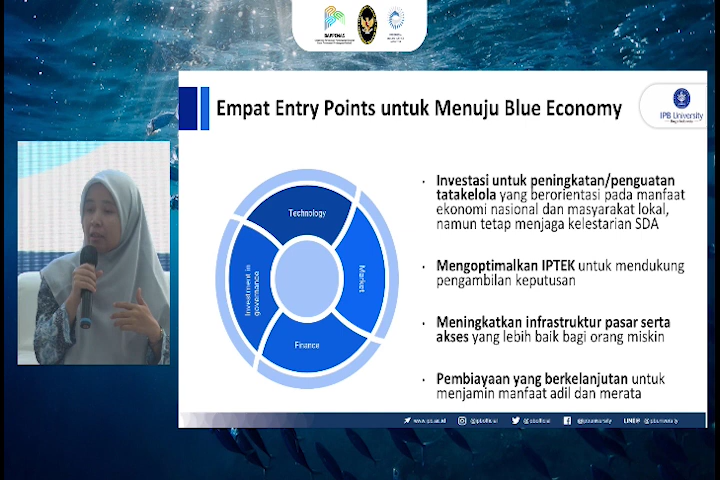 BAPPENAS
Empat Entry Points untuk Menuju Blue Economy
IPB University
Technology
Market
Finance
Investment in
governance
· Investasi untuk peningkatan/penguatan
tatakelola yang berorientasi pada manfaat
ekonomi nasional dan masyarakat lokal,
namun tetap menjaga kelestarian SDA
· Mengoptimalkan IPTEK untuk mendukung
pengambilan keputusan
· Meningkatkan infrastruktur pasar serta
akses yang lebih baik bagi orang miskin
· Pembiayaan yang berkelanjutan untuk
menjamin manfaat adil dan merata
www.ipb.ac.id @ipbofficial @ipbofficial @ipbuniversity LINE@ @ipbuniversity